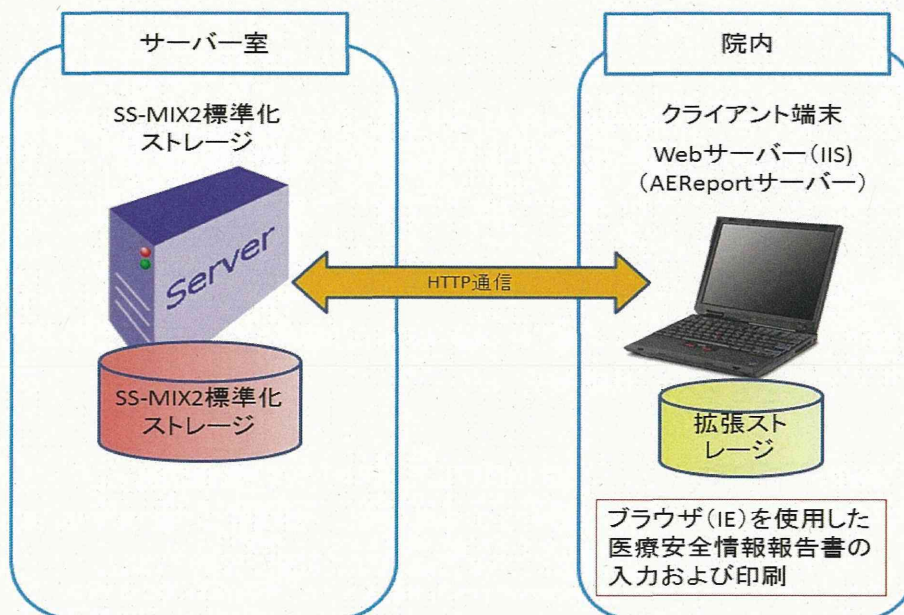 サーバー室
SS-MIX2標準化
ストレージ
Server
SS-MIX2標準化
ストレージ
HTTP通信
院内
クライアント端末
Webサーバー(IIS)
(AEReportサーバー)
拡張スト
レージ
ブラウザ(IE)を使用した
医療安全情報報告書の
入力および印刷